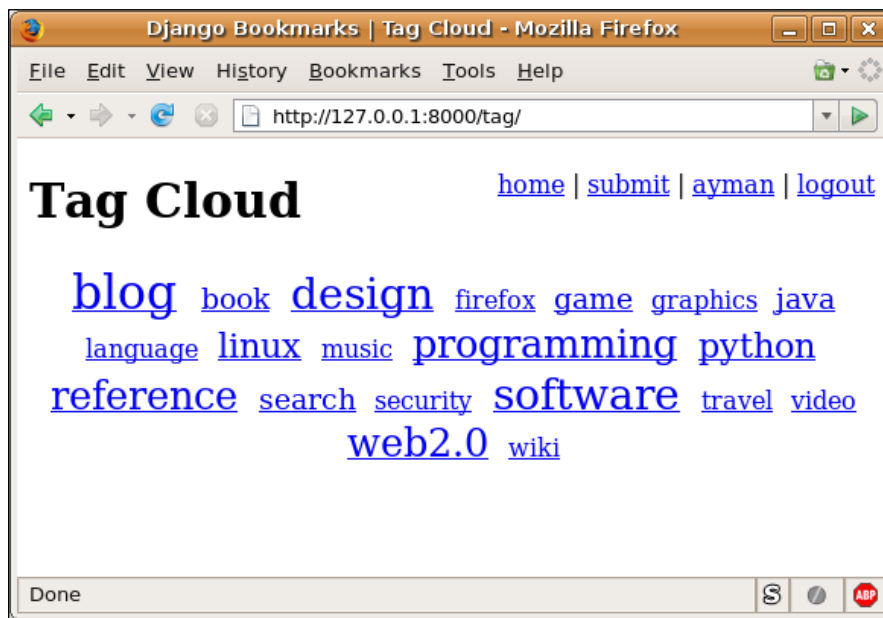 Django Bookmarks | Tag Cloud - Mozilla Firefox
File Edit View History Bookmarks Tools Help
http://127.0.0.1:8000/tag/
home | submit | ayman | logout
Tag Cloud
blog book design firefox game graphics java
language linux music programming python
reference search security software travel video
web2.0 wiki
Done
S
ABP